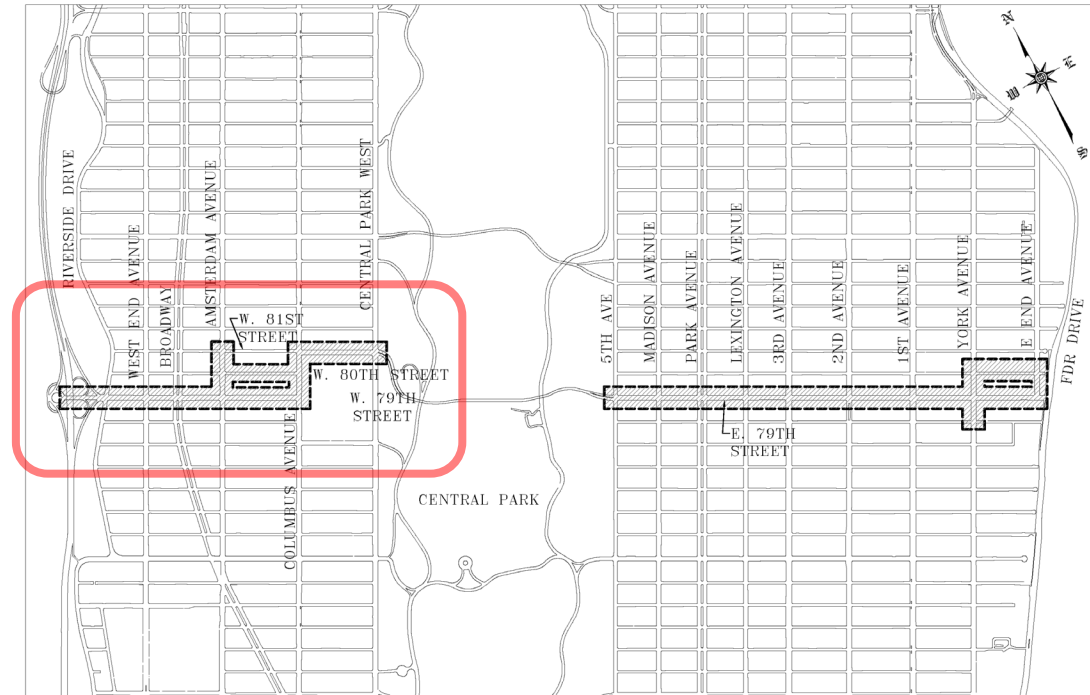 N
E
W
S
RIVERSIDE DRIVE
WEST END AVENUE
BROADWAY
AMSTERDAM AVENUE
CENTRAL PARK WEST
W. 81ST
STREET
W. 80TH STREET
W. 79TH
STREET
COLUMBUS AVENUE
CENTRAL PARK
5TH AVE
MADISON AVENUE
PARK AVENUE
LEXINGTON AVENUE
3RD AVENUE
2ND AVENUE
1ST AVENUE
YORK AVENUE
E END AVENUE
FDR DRIVE
E. 79TH
STREET